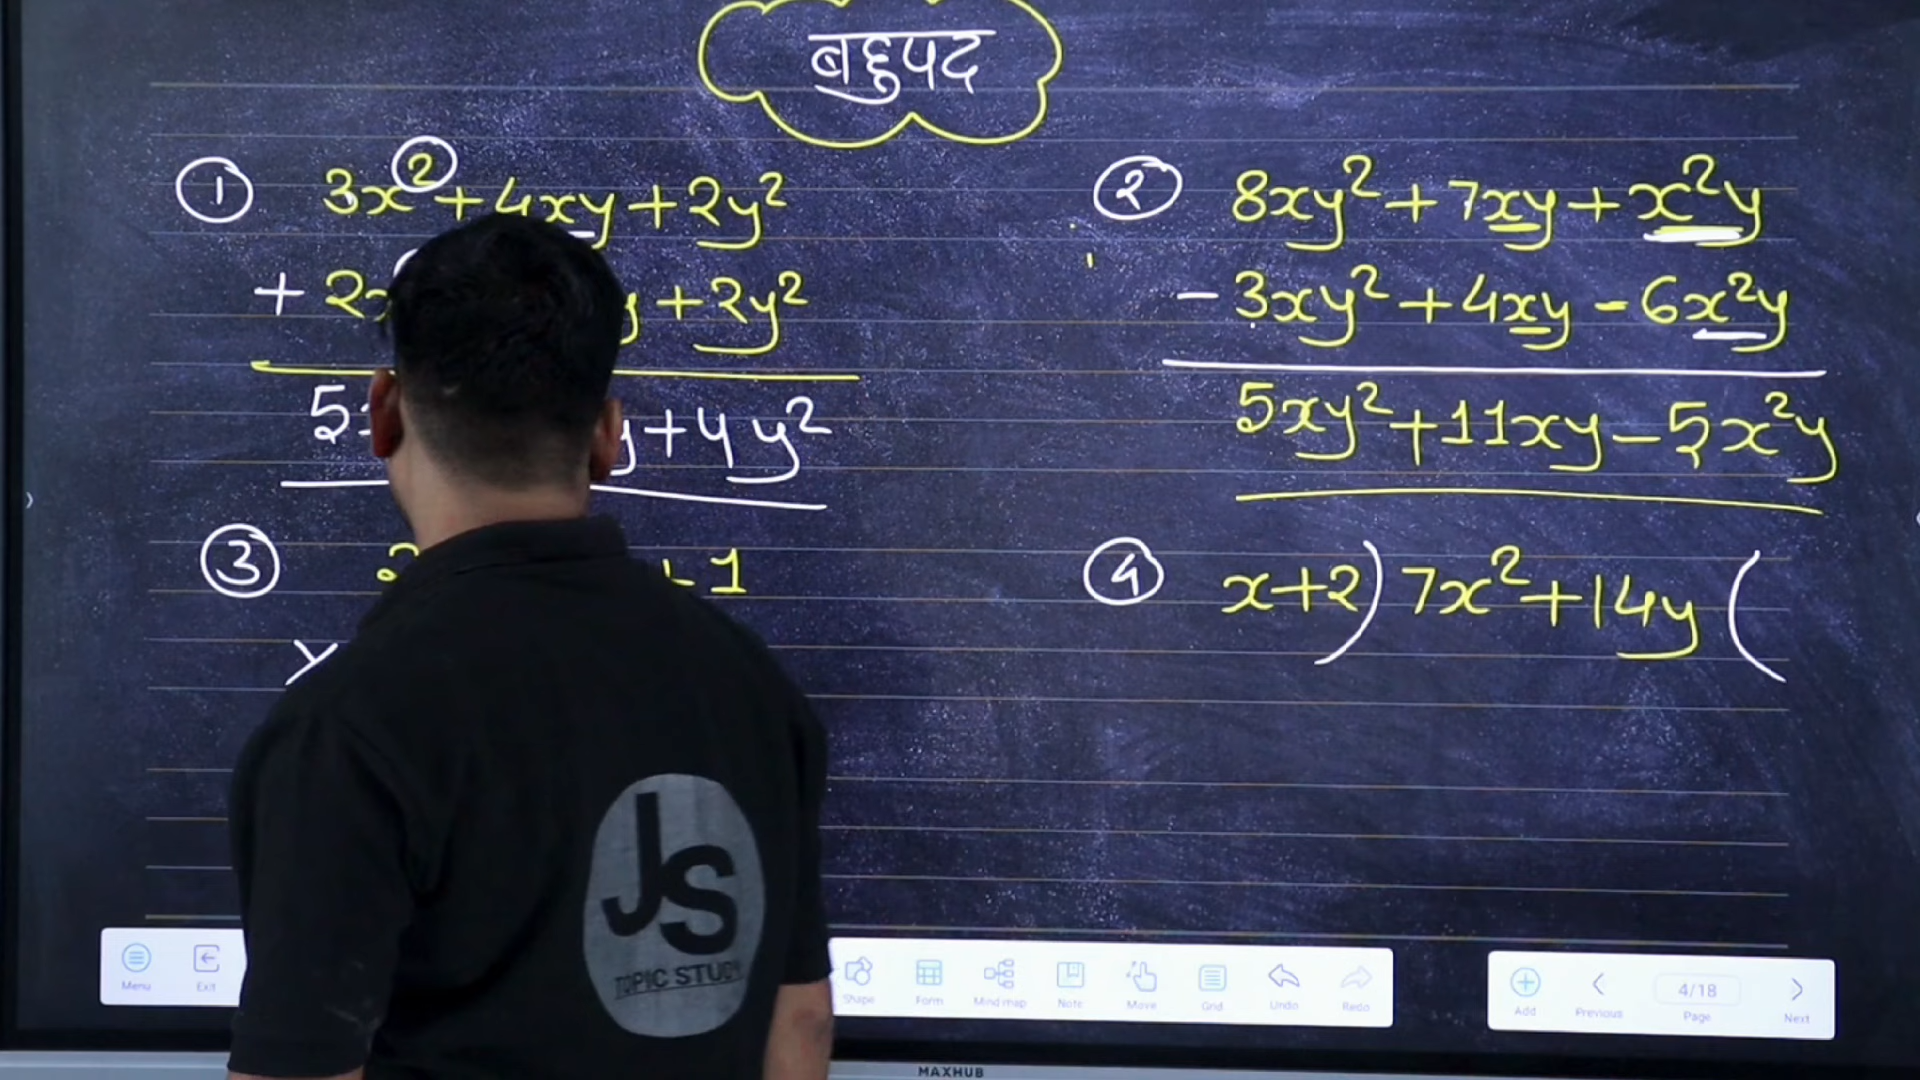 बहुपद
① 3x² + 4xy + 2y²
+ 2x y + 2y²
5 y + 4y²
② 8xy² + 7xy + x²y
- 3xy² + 4xy - 6x²y
5xy² + 11xy - 5x²y
③ + 1
④ x+2) 7x² + 14y (
JS
TOPIC STUDY
Menu Exit Shape Form Mind map Note Move Grid Undo Redo Add Previous 4/18 Page Next
MAXHUB